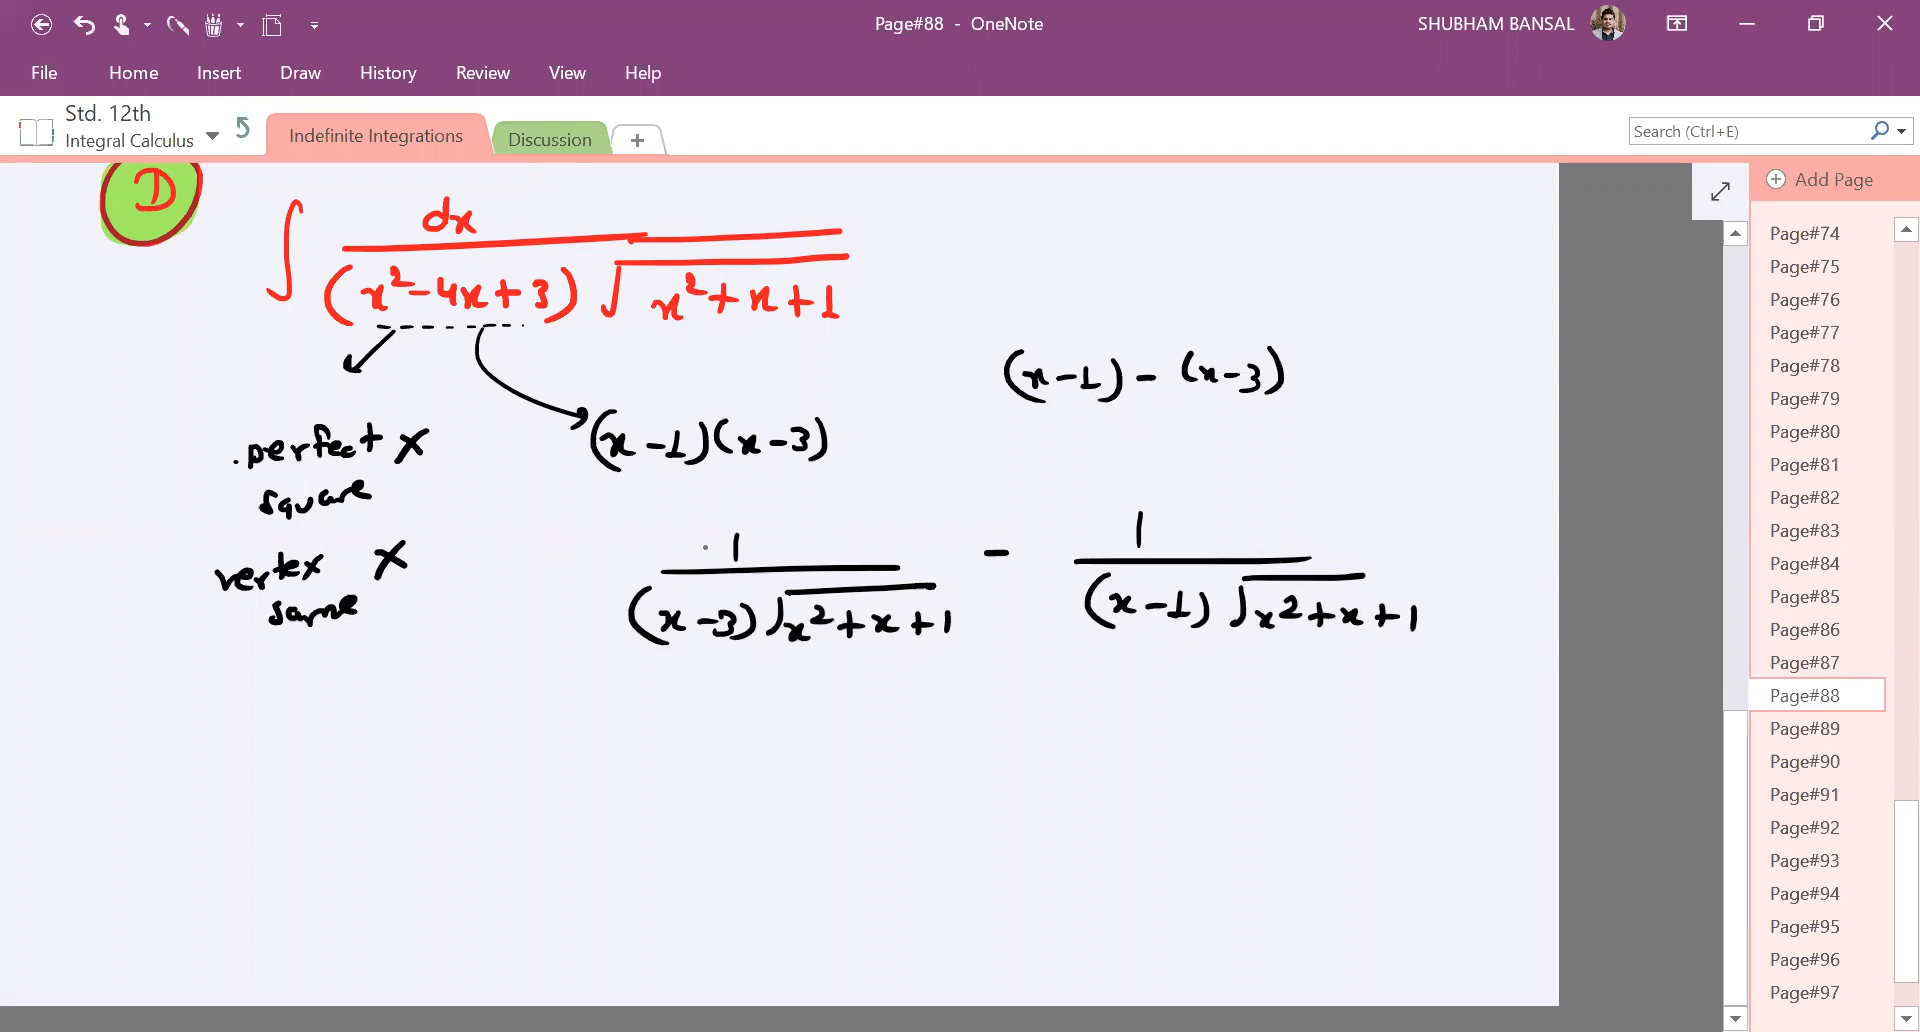 Page#88 - OneNote
SHUBHAM BANSAL
File Home Insert Draw History Review View Help
Std. 12th
Integral Calculus
Indefinite Integrations
Discussion
+
Search (Ctrl+E)
Add Page
D
∫ dx / (x²-4x+3) √(x²+x+1)
(x-1) - (x-3)
(x-1)(x-3)
perfect ×
square
1 / (x-3) √(x²+x+1) - 1 / (x-1) √(x²+x+1)
vertex ×
same
Page#74
Page#75
Page#76
Page#77
Page#78
Page#79
Page#80
Page#81
Page#82
Page#83
Page#84
Page#85
Page#86
Page#87
Page#88
Page#89
Page#90
Page#91
Page#92
Page#93
Page#94
Page#95
Page#96
Page#97